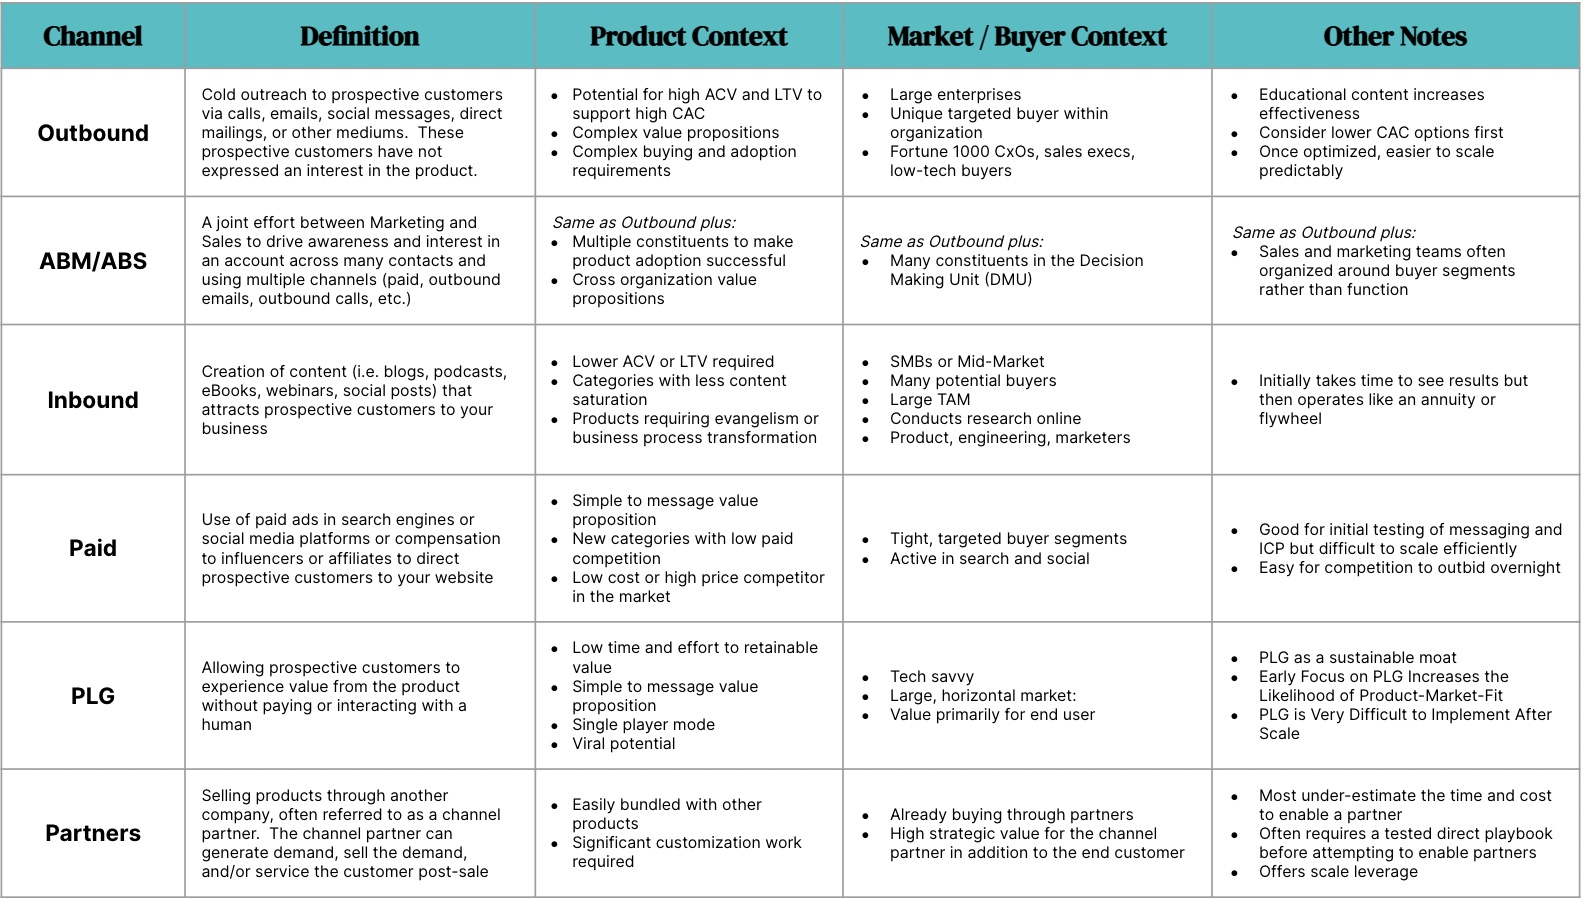 Channel
Definition
Product Context
Market / Buyer Context
Other Notes
Outbound
Cold outreach to prospective customers
via calls, emails, social messages, direct
mailings, or other mediums.  These
prospective customers have not
expressed an interest in the product.
● Potential for high ACV and LTV to
support high CAC
● Complex value propositions
● Complex buying and adoption
requirements
● Large enterprises
● Unique targeted buyer within
organization
● Fortune 1000 CxOs, sales execs,
low-tech buyers
● Educational content increases
effectiveness
● Consider lower CAC options first
● Once optimized, easier to scale
predictably
ABM/ABS
A joint effort between Marketing and
Sales to drive awareness and interest in
an account across many contacts and
using multiple channels (paid, outbound
emails, outbound calls, etc.)
Same as Outbound plus:
● Multiple constituents to make
product adoption successful
● Cross organization value
propositions
Same as Outbound plus:
● Many constituents in the Decision
Making Unit (DMU)
Same as Outbound plus:
● Sales and marketing teams often
organized around buyer segments
rather than function
Inbound
Creation of content (i.e. blogs, podcasts,
eBooks, webinars, social posts) that
attracts prospective customers to your
business
● Lower ACV or LTV required
● Categories with less content
saturation
● Products requiring evangelism or
business process transformation
● SMBs or Mid-Market
● Many potential buyers
● Large TAM
● Conducts research online
● Product, engineering, marketers
● Initially takes time to see results but
then operates like an annuity or
flywheel
Paid
Use of paid ads in search engines or
social media platforms or compensation
to influencers or affiliates to direct
prospective customers to your website
● Simple to message value
proposition
● New categories with low paid
competition
● Low cost or high price competitor
in the market
● Tight, targeted buyer segments
● Active in search and social
● Good for initial testing of messaging and
ICP but difficult to scale efficiently
● Easy for competition to outbid overnight
PLG
Allowing prospective customers to
experience value from the product
without paying or interacting with a
human
● Low time and effort to retainable
value
● Simple to message value
proposition
● Single player mode
● Viral potential
● Tech savvy
● Large, horizontal market:
● Value primarily for end user
● PLG as a sustainable moat
● Early Focus on PLG Increases the
Likelihood of Product-Market-Fit
● PLG is Very Difficult to Implement After
Scale
Partners
Selling products through another
company, often referred to as a channel
partner.  The channel partner can
generate demand, sell the demand,
and/or service the customer post-sale
● Easily bundled with other
products
● Significant customization work
required
● Already buying through partners
● High strategic value for the channel
partner in addition to the end customer
● Most under-estimate the time and cost
to enable a partner
● Often requires a tested direct playbook
before attempting to enable partners
● Offers scale leverage